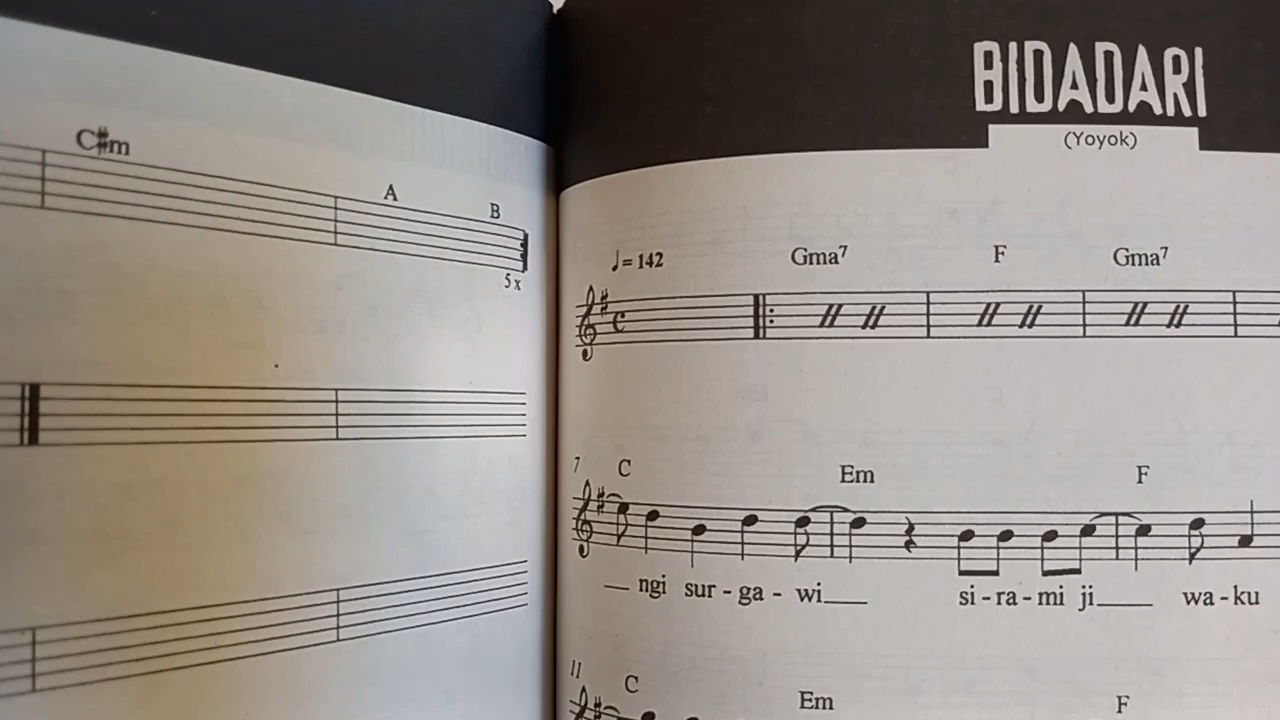 C#m
A B
5 x
BIDADARI
(Yoyok)
♩= 142 Gma7 F Gma7
7 C Em F
ngi sur - ga - wi si - ra - mi ji wa - ku
11 C Em F